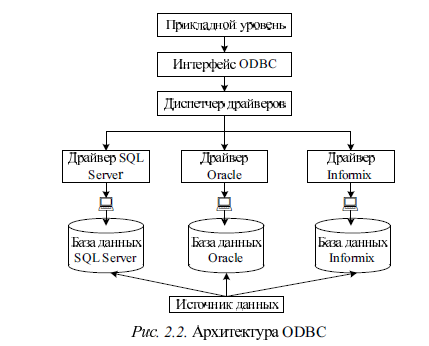 Прикладной уровень
Интерфейс ODBC
Диспетчер драйверов
Драйвер SQL
Server
Драйвер
Oracle
Драйвер
Informix
База данных
SQL Server
База данных
Oracle
База данных
Informix
Источник данных
Рис. 2.2. Архитектура ODBC